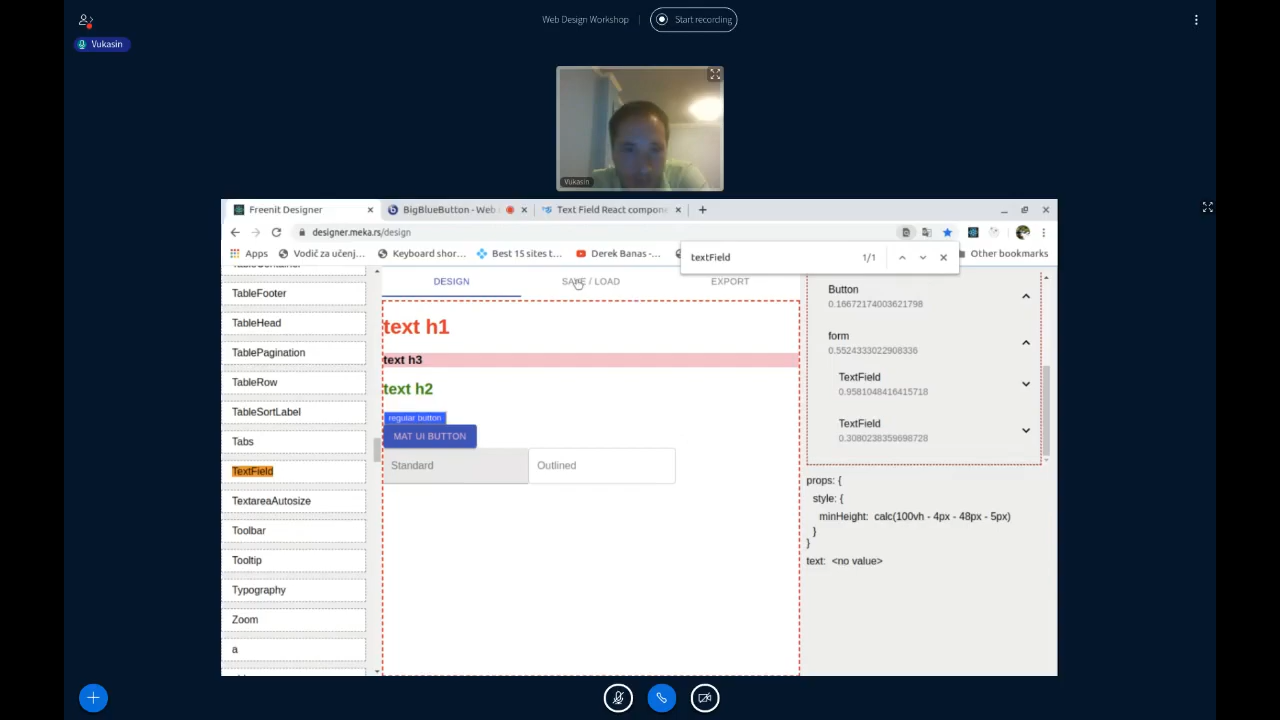 Web Design Workshop
Start recording
Vukasin
Vukasin
Freenit Designer
BigBlueButton - Web
Text Field React compon
designer.meka.rs/design
Apps
Vodič za učenj...
Keyboard shor...
Best 15 sites t...
Derek Banas -...
Other bookmarks
textField
1/1
TableFooter
TableHead
TablePagination
TableRow
TableSortLabel
Tabs
TextField
TextareaAutosize
Toolbar
Tooltip
Typography
Zoom
a
DESIGN
SAVE / LOAD
EXPORT
text h1
text h3
text h2
regular button
MAT UI BUTTON
Standard
Outlined
Button
0.16672174003621798
form
0.5524333022908336
TextField
0.9581048416415718
TextField
0.3080238359698728
props: {
style: {
minHeight: calc(100vh - 4px - 48px - 5px)
}
}
text: <no value>